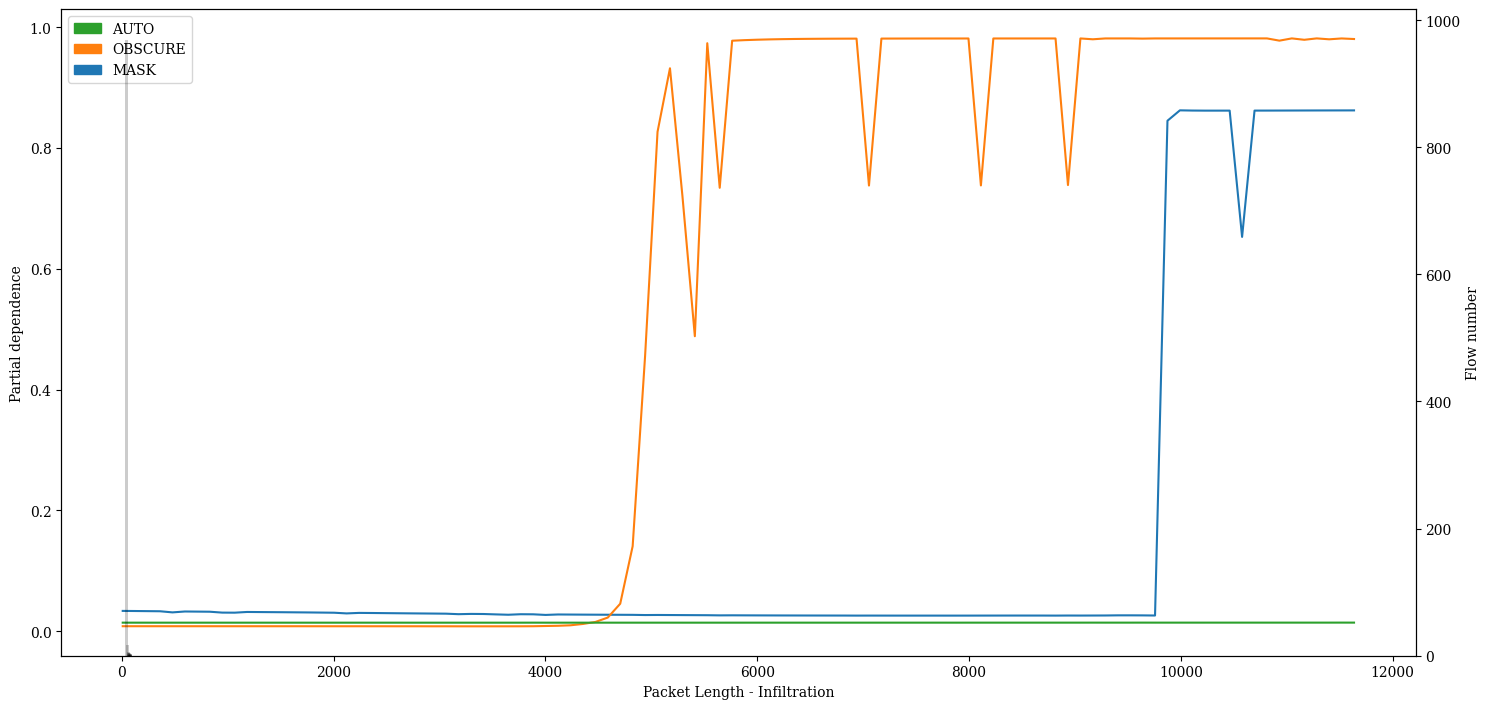 AUTO
OBSCURE
MASK
1.0
0.8
0.6
0.4
0.2
0.0
Partial dependence
1000
800
600
400
200
0
Flow number
0 2000 4000 6000 8000 10000 12000
Packet Length - Infiltration